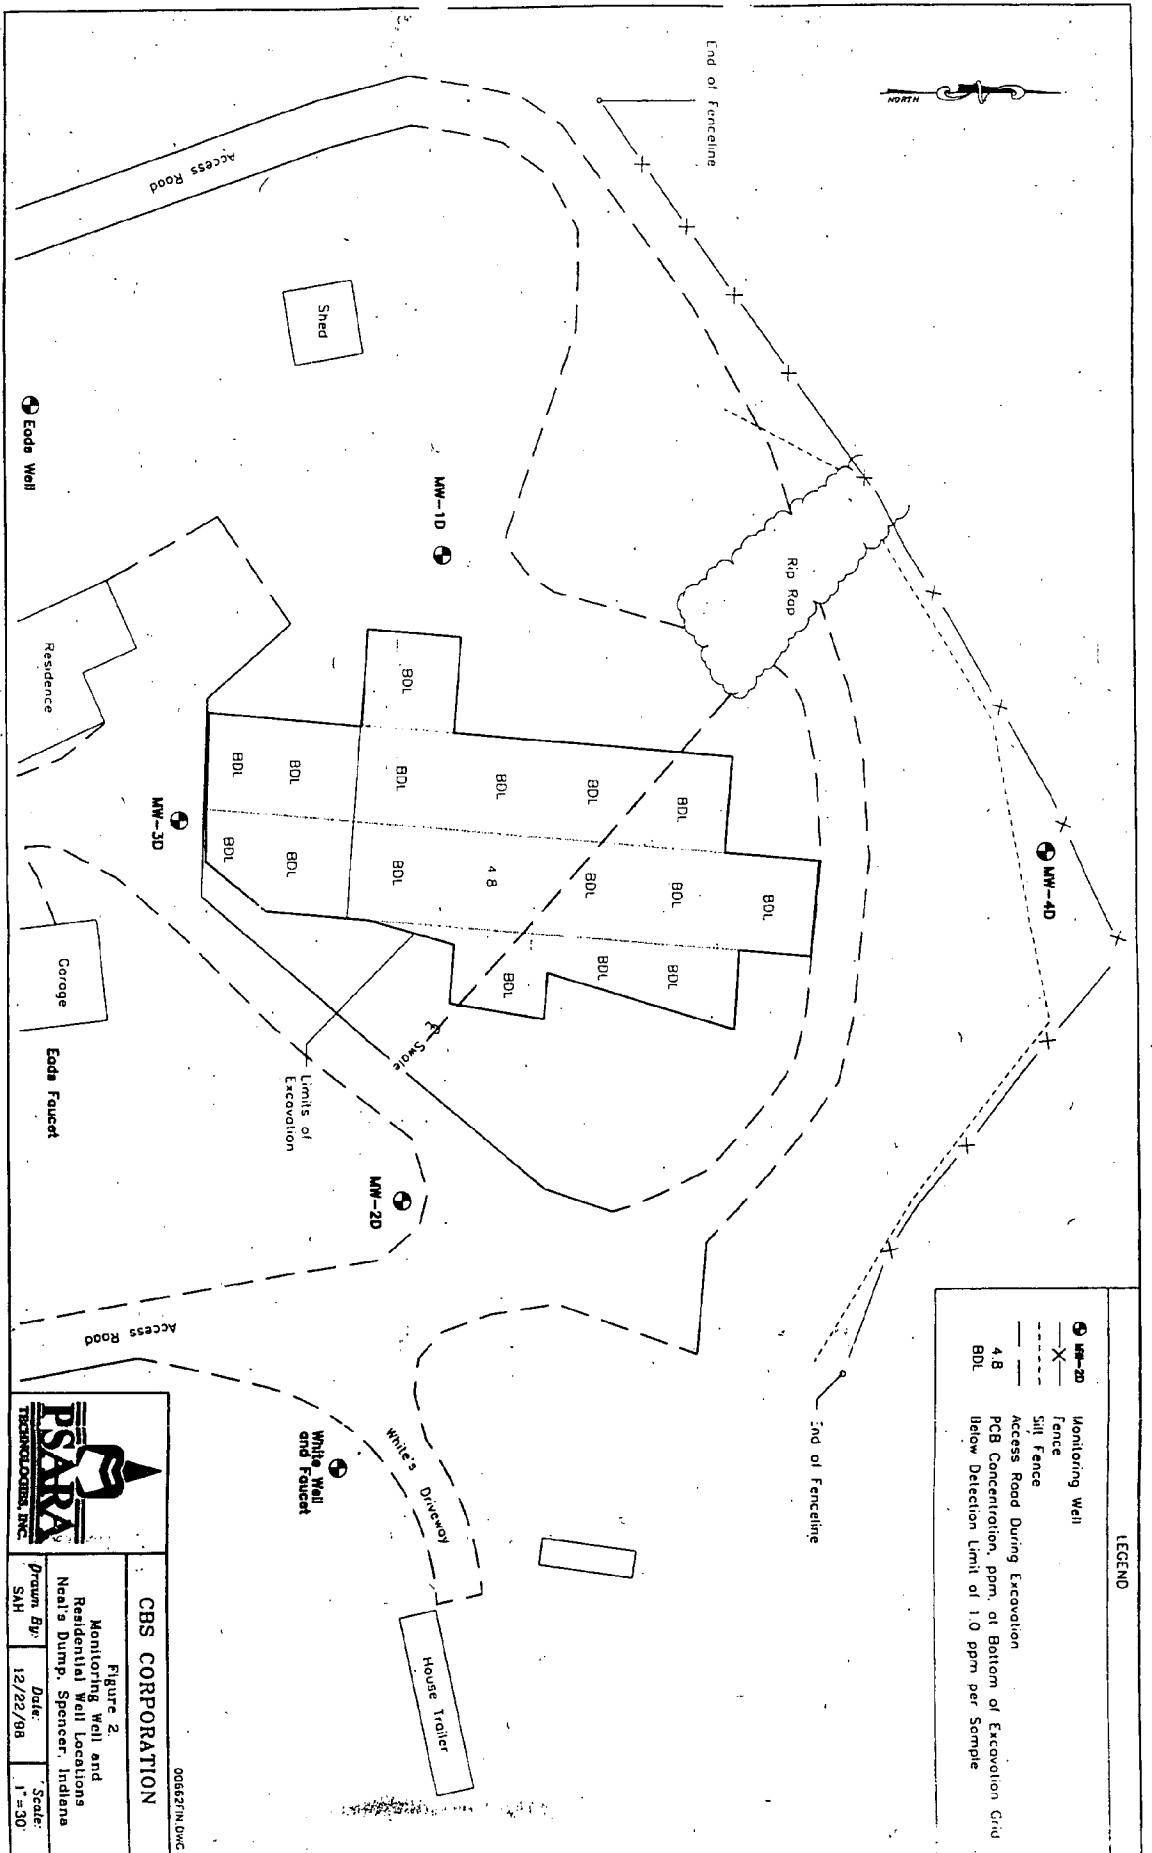 NORTH
End of Fenceline
Access Road
Shed
Eads Well
MW-1D
Rip Rap
Residence
BDL
BDL
BDL
BDL
BDL
BDL
BDL
BDL
BDL
BDL
4.8
BDL
BDL
BDL
BDL
BDL
BDL
MW-3D
MW-4D
Garage
Eads Faucet
Swale
Limits of
Excavation
MW-2D
Access Road
White Well
and Faucet
White's Driveway
House Trailer
End of Fenceline
LEGEND
MW-2D Monitoring Well
Fence
Silt Fence
Access Road During Excavation
4.8 PCB Concentration, ppm, at Bottom of Excavation Grid
BDL Below Detection Limit of 1.0 ppm per Sample
00662FIN.DWG
PSARA
TECHNOLOGIES, INC.
CBS CORPORATION
Figure 2.
Monitoring Well and
Residential Well Locations
Neal's Dump, Spencer, Indiana
Drawn By:
SAH
Date:
12/22/98
Scale:
1"=30'